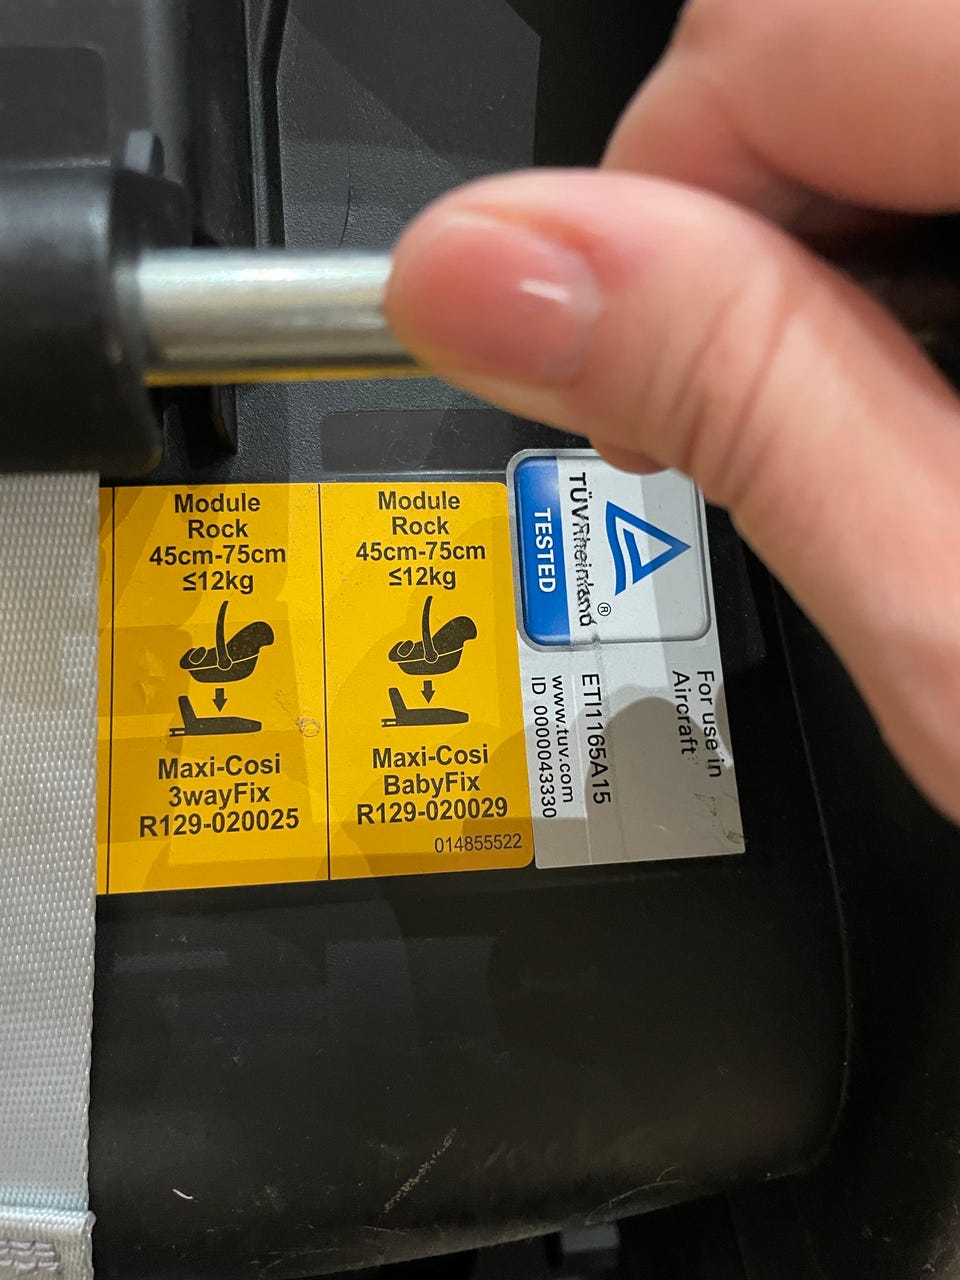 Module
Rock
45cm-75cm
≤12kg
Maxi-Cosi
3wayFix
R129-020025
Module
Rock
45cm-75cm
≤12kg
Maxi-Cosi
BabyFix
R129-020029
014855522
TÜVRheinland
®
TESTED
For use in
Aircraft
ETI1165A15
www.tuv.com
ID 0000043330